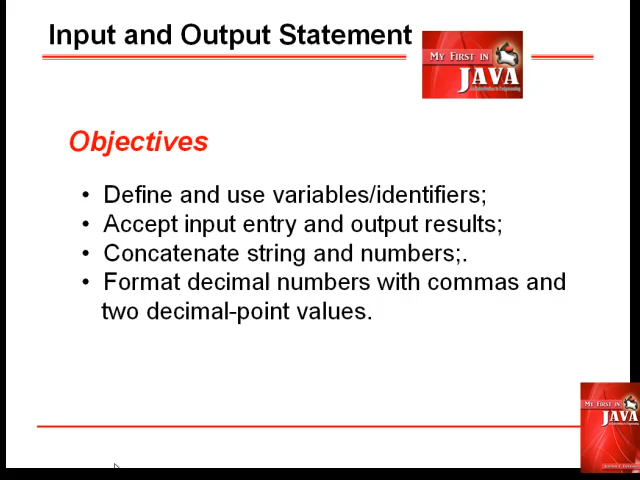 Input and Output Statement
MY FIRST IN
JAVA
Objectives
• Define and use variables/identifiers;
• Accept input entry and output results;
• Concatenate string and numbers;.
• Format decimal numbers with commas and
two decimal-point values.
MY FIRST IN
JAVA